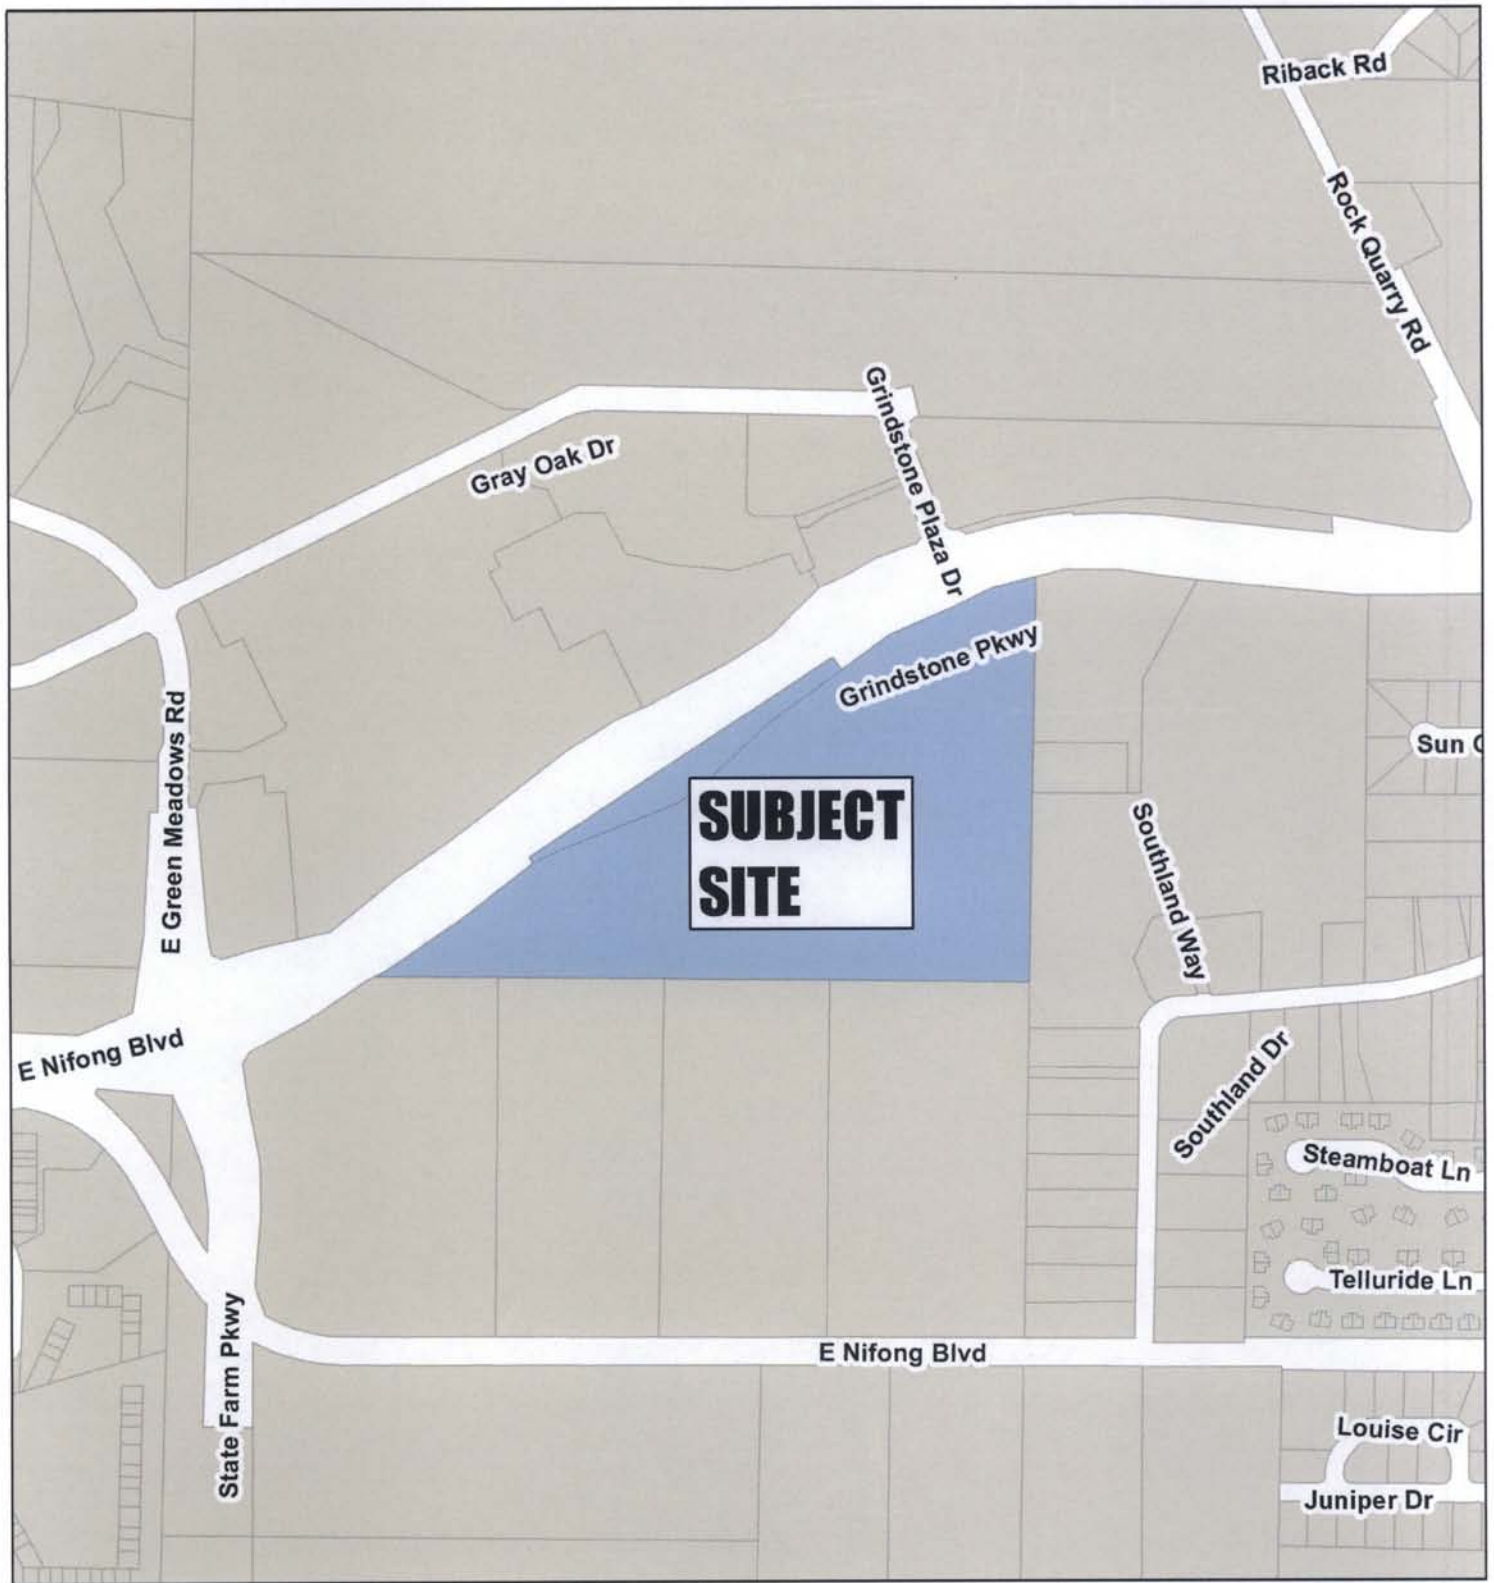 Riback Rd
Rock Quarry Rd
Grindstone Plaza Dr
Gray Oak Dr
Grindstone Pkwy
E Green Meadows Rd
Sun
SUBJECT
SITE
Southland Way
E Nifong Blvd
Southland Dr
Steamboat Ln
Telluride Ln
State Farm Pkwy
E Nifong Blvd
Louise Cir
Juniper Dr